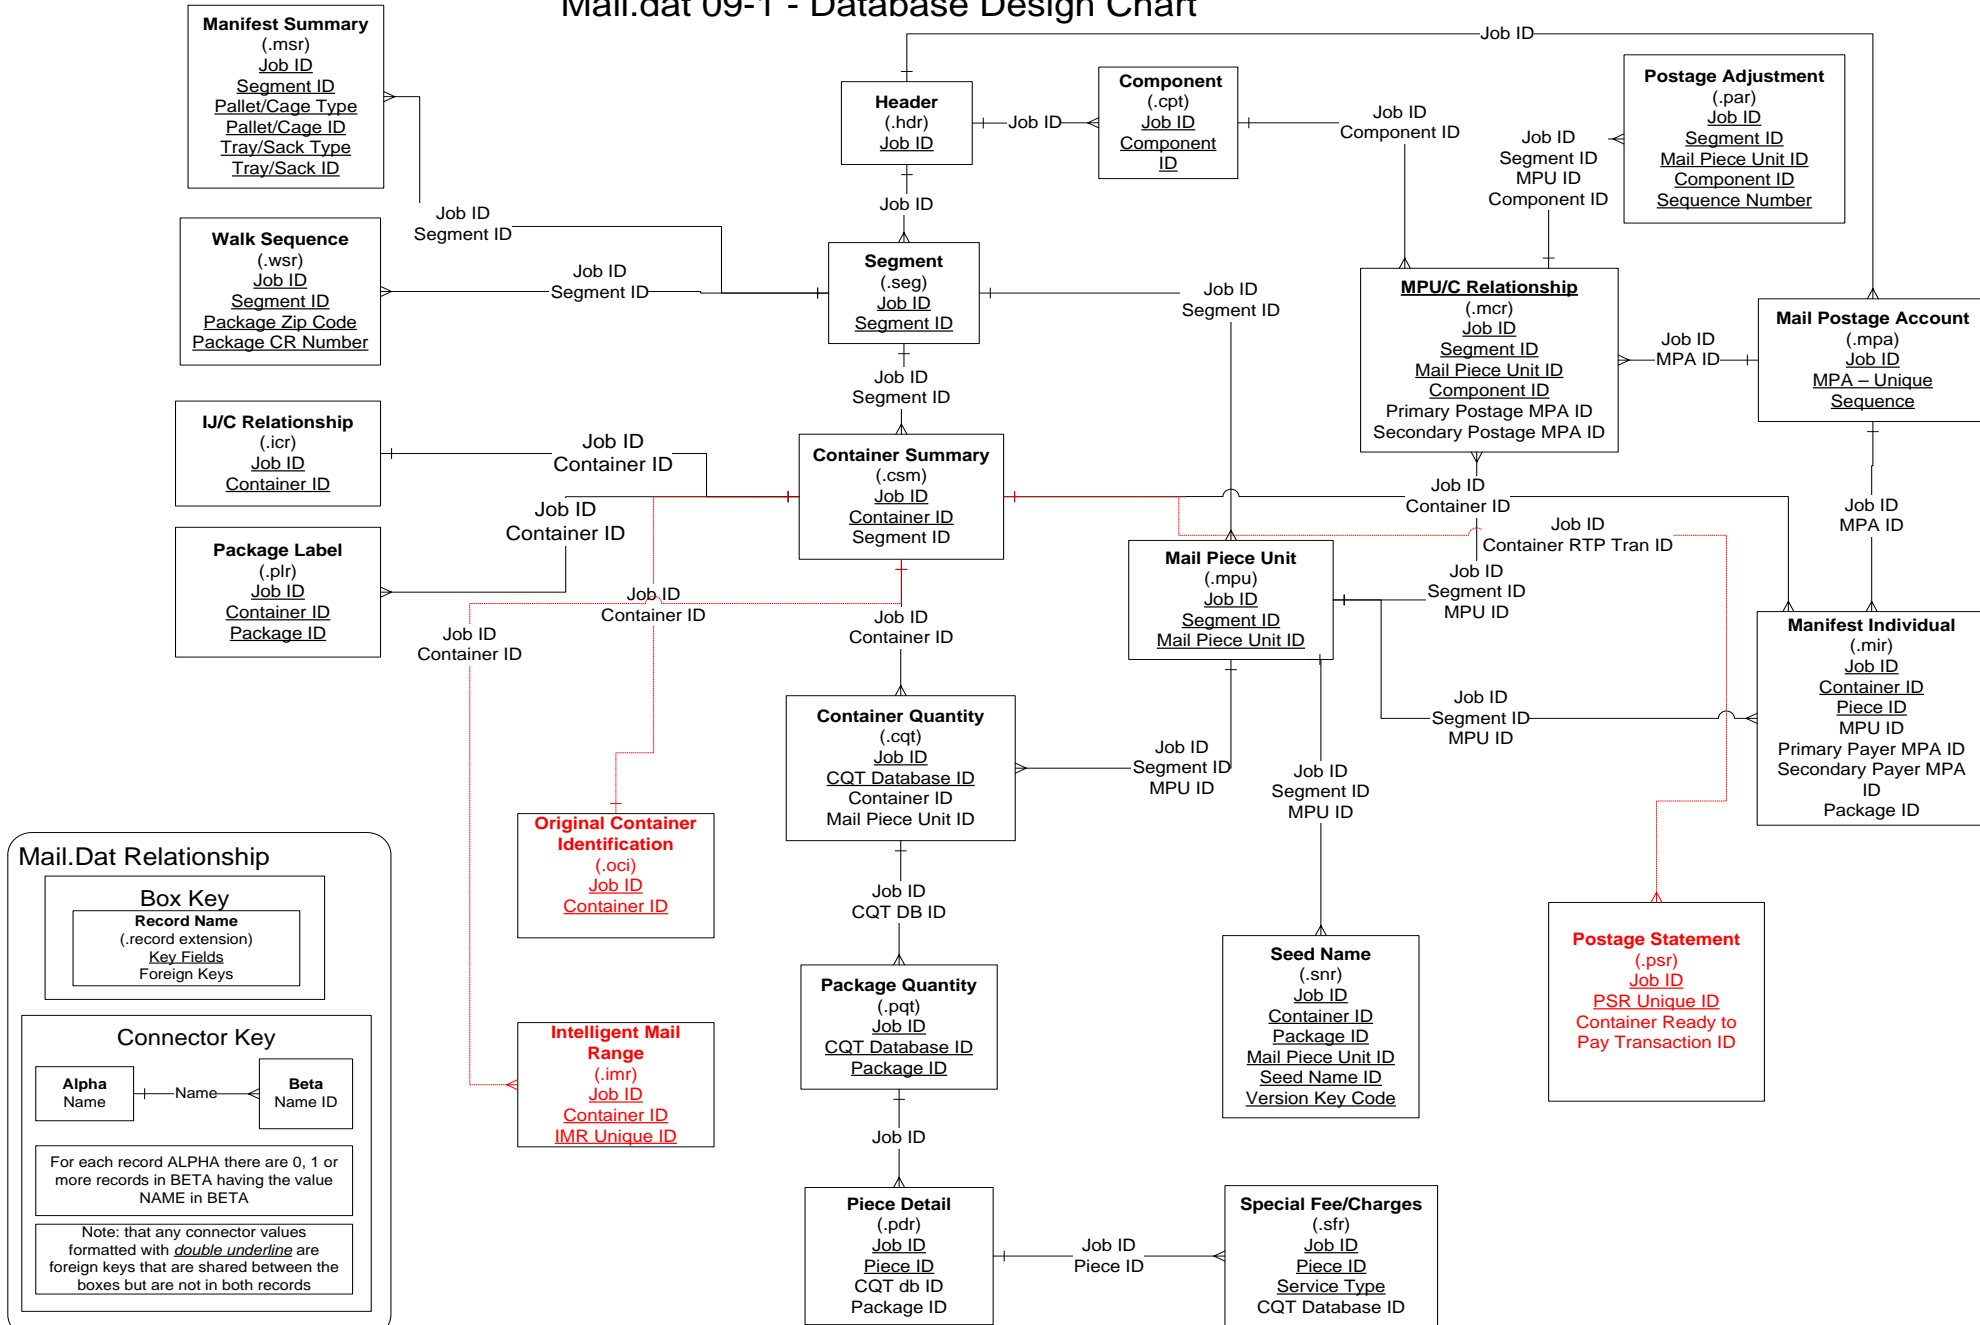 Mail.dat 09-1 - Database Design Chart
Manifest Summary
(.msr)
Job ID
Segment ID
Pallet/Cage Type
Pallet/Cage ID
Tray/Sack Type
Tray/Sack ID
Header
(.hdr)
Job ID
Job ID
Component
(.cpt)
Job ID
Component
ID
Job ID
Job ID
Component ID
Postage Adjustment
(.par)
Job ID
Segment ID
Mail Piece Unit ID
Component ID
Sequence Number
Job ID
Segment ID
MPU ID
Component ID
Job ID
Job ID
Segment ID
Walk Sequence
(.wsr)
Job ID
Segment ID
Package Zip Code
Package CR Number
Job ID
Segment ID
Segment
(.seg)
Job ID
Segment ID
Job ID
Segment ID
MPU/C Relationship
(.mcr)
Job ID
Segment ID
Mail Piece Unit ID
Component ID
Primary Postage MPA ID
Secondary Postage MPA ID
Job ID
MPA ID
Mail Postage Account
(.mpa)
Job ID
MPA – Unique
Sequence
Job ID
Segment ID
IJ/C Relationship
(.icr)
Job ID
Container ID
Job ID
Container ID
Container Summary
(.csm)
Job ID
Container ID
Segment ID
Job ID
Container ID
Job ID
MPA ID
Job ID
Container ID
Job ID
Container RTP Tran ID
Package Label
(.plr)
Job ID
Container ID
Package ID
Mail Piece Unit
(.mpu)
Job ID
Segment ID
Mail Piece Unit ID
Job ID
Segment ID
MPU ID
Job ID
Container ID
Job ID
Container ID
Job ID
Container ID
Manifest Individual
(.mir)
Job ID
Container ID
Piece ID
MPU ID
Primary Payer MPA ID
Secondary Payer MPA
ID
Package ID
Job ID
Segment ID
MPU ID
Container Quantity
(.cqt)
Job ID
CQT Database ID
Container ID
Mail Piece Unit ID
Job ID
Segment ID
MPU ID
Job ID
Segment ID
MPU ID
Original Container
Identification
(.oci)
Job ID
Container ID
Job ID
CQT DB ID
Seed Name
(.snr)
Job ID
Container ID
Package ID
Mail Piece Unit ID
Seed Name ID
Version Key Code
Postage Statement
(.psr)
Job ID
PSR Unique ID
Container Ready to
Pay Transaction ID
Package Quantity
(.pqt)
Job ID
CQT Database ID
Package ID
Intelligent Mail
Range
(.imr)
Job ID
Container ID
IMR Unique ID
Job ID
Piece Detail
(.pdr)
Job ID
Piece ID
CQT db ID
Package ID
Job ID
Piece ID
Special Fee/Charges
(.sfr)
Job ID
Piece ID
Service Type
CQT Database ID
Mail.Dat Relationship
Box Key
Record Name
(.record extension)
Key Fields
Foreign Keys
Connector Key
Alpha
Name
Name
Beta
Name ID
For each record ALPHA there are 0, 1 or
more records in BETA having the value
NAME in BETA
Note: that any connector values
formatted with double underline are
foreign keys that are shared between the
boxes but are not in both records